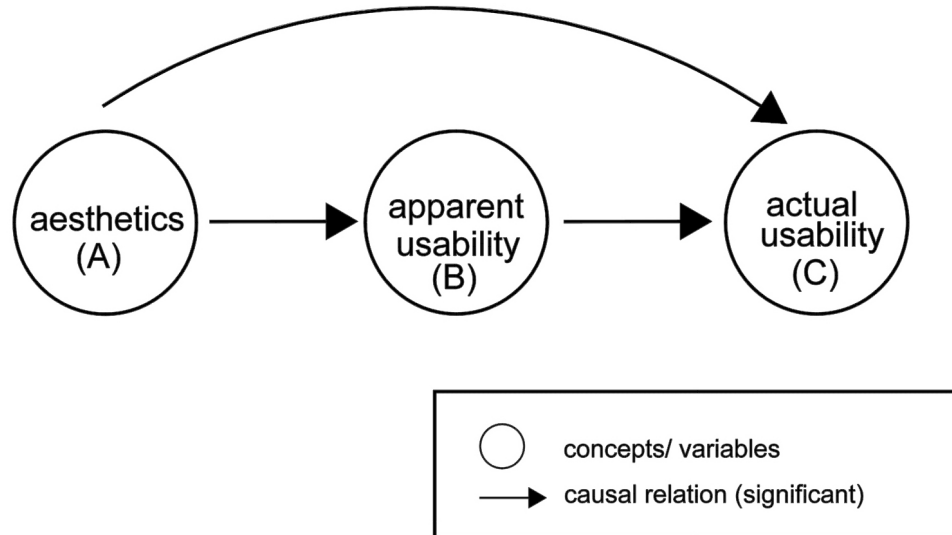 aesthetics
(A)
apparent
usability
(B)
actual
usability
(C)
concepts/ variables
causal relation (significant)